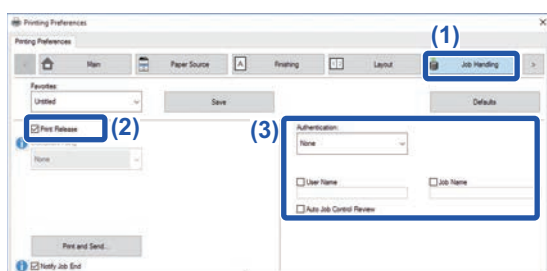 Printing Preferences
Printing Preferences
(1)
Main Paper Source Finishing Layout Job Handling
Favorites:
Untitled Save Defaults
Print Release (2) (3) Authentication:
None None
User Name Job Name
Auto Job Control Review
Print and Send...
Notify Job End